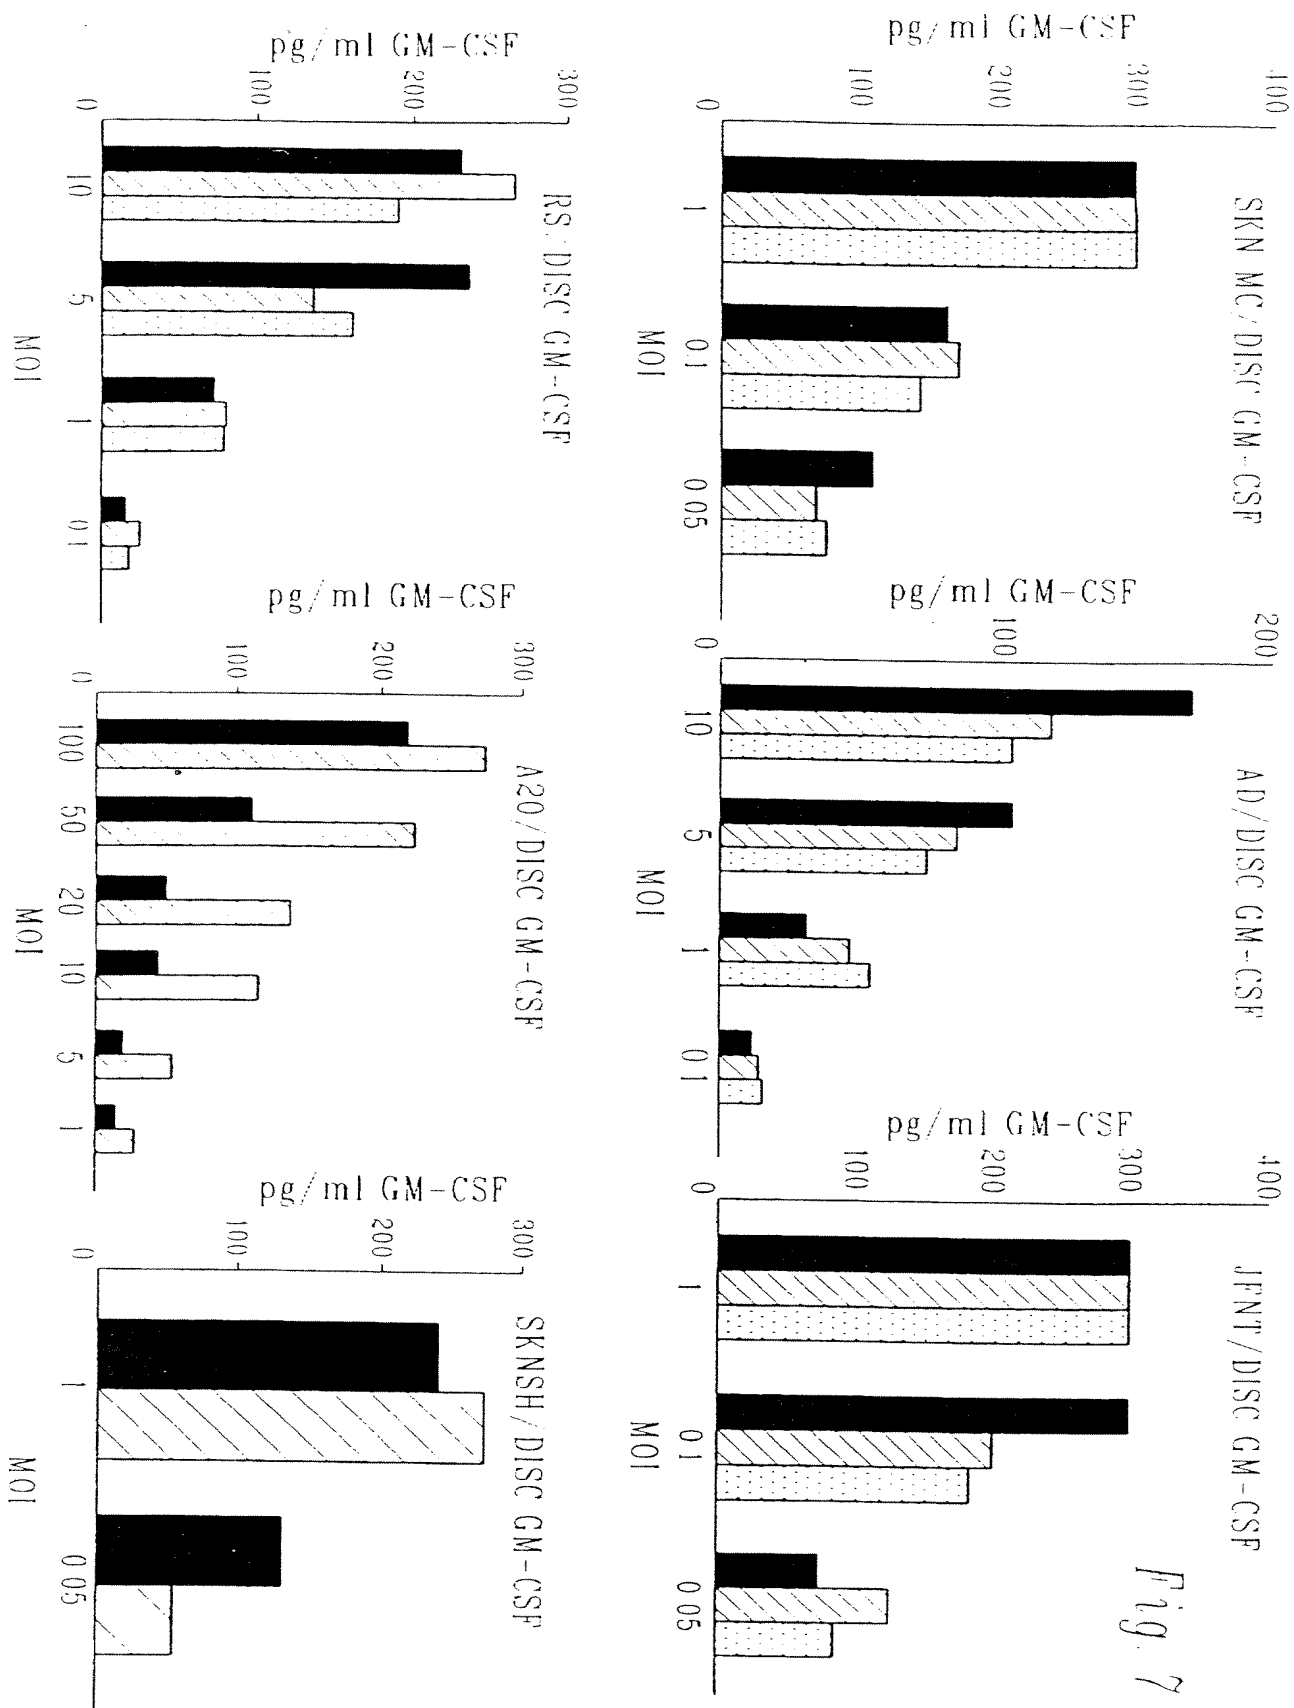 Fig. 7
SKN MC/DISC GM-CSF
pg/ml GM-CSF
400
300
200
100
0
1
0.1
0.05
MOI
AD/DISC GM-CSF
pg/ml GM-CSF
200
100
0
10
5
1
0.1
MOI
JFNT/DISC GM-CSF
pg/ml GM-CSF
400
300
200
100
0
1
0.1
0.05
MOI
RS/DISC GM-CSF
pg/ml GM-CSF
300
200
100
0
10
5
1
0.1
MOI
A20/DISC GM-CSF
pg/ml GM-CSF
300
200
100
0
100
50
20
10
5
1
MOI
SKNSH/DISC GM-CSF
pg/ml GM-CSF
300
200
100
0
1
0.05
MOI